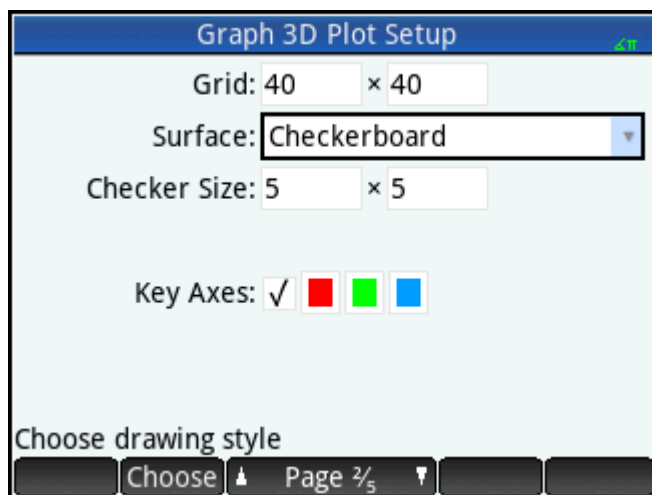 Graph 3D Plot Setup
∡π
Grid: 40 × 40
Surface: Checkerboard
Checker Size: 5 × 5
Key Axes: √
Choose drawing style
Choose Page ²⁄₅